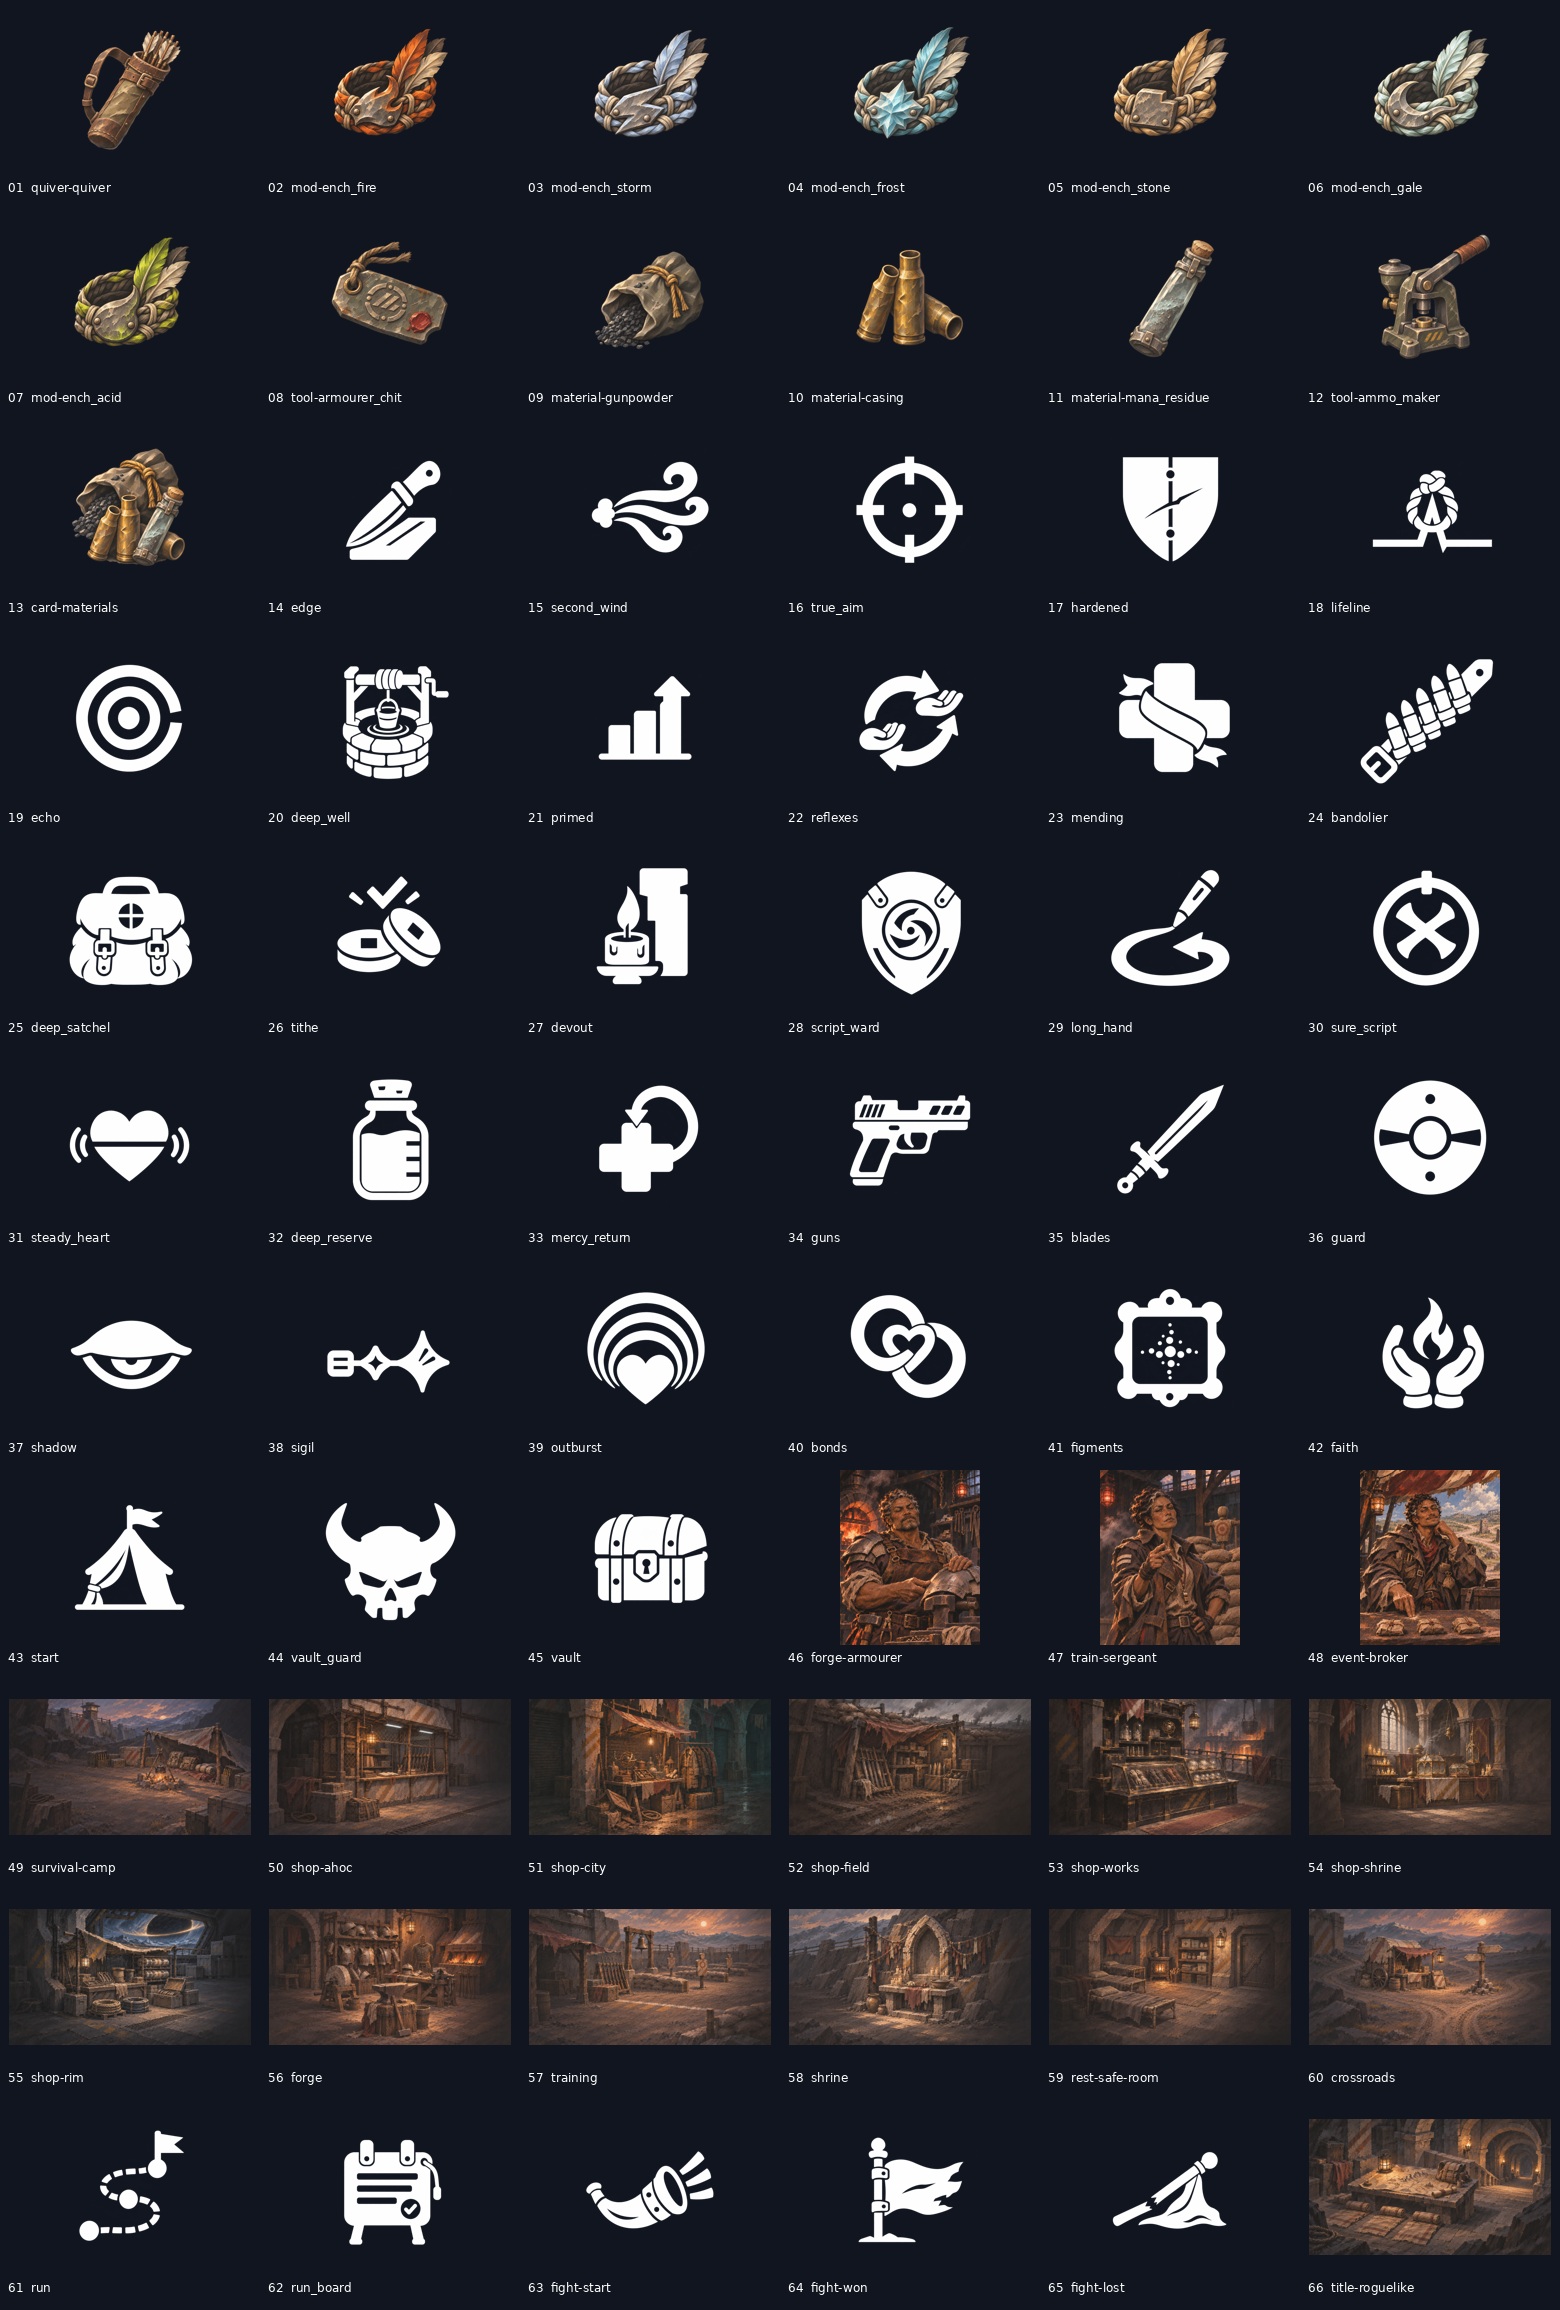 01 quiver-quiver
02 mod-ench_fire
03 mod-ench_storm
04 mod-ench_frost
05 mod-ench_stone
06 mod-ench_gale
07 mod-ench_acid
08 tool-armourer_chit
09 material-gunpowder
10 material-casing
11 material-mana_residue
12 tool-ammo_maker
13 card-materials
14 edge
15 second_wind
16 true_aim
17 hardened
18 lifeline
19 echo
20 deep_well
21 primed
22 reflexes
23 mending
24 bandolier
25 deep_satchel
26 tithe
27 devout
28 script_ward
29 long_hand
30 sure_script
31 steady_heart
32 deep_reserve
33 mercy_return
34 guns
35 blades
36 guard
37 shadow
38 sigil
39 outburst
40 bonds
41 figments
42 faith
43 start
44 vault_guard
45 vault
46 forge-armourer
47 train-sergeant
48 event-broker
49 survival-camp
50 shop-ahoc
51 shop-city
52 shop-field
53 shop-works
54 shop-shrine
55 shop-rim
56 forge
57 training
58 shrine
59 rest-safe-room
60 crossroads
61 run
62 run_board
63 fight-start
64 fight-won
65 fight-lost
66 title-roguelike